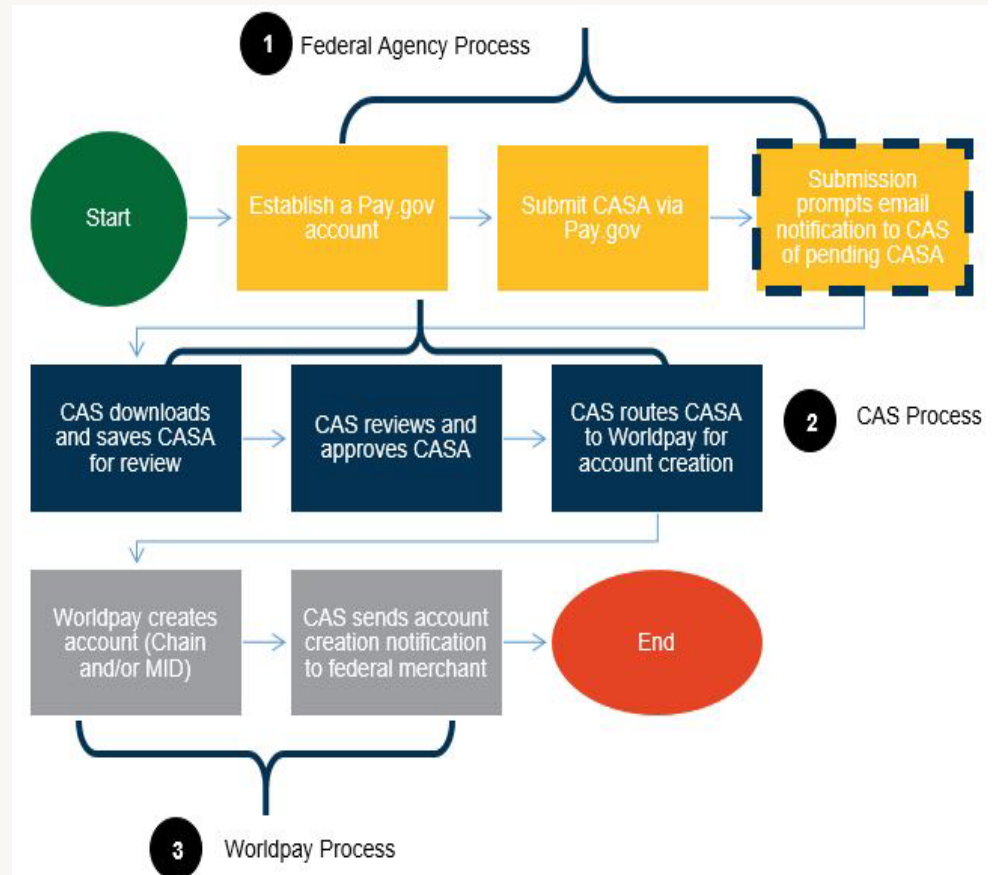 1
Federal Agency Process
Start
Establish a Pay.gov
account
Submit CASA via
Pay.gov
Submission
prompts email
notification to CAS
of pending CASA
CAS downloads
and saves CASA
for review
CAS reviews and
approves CASA
CAS routes CASA
to Worldpay for
account creation
2
CAS Process
Worldpay creates
account (Chain
and/or MID)
CAS sends account
creation notification
to federal merchant
End
3
Worldpay Process